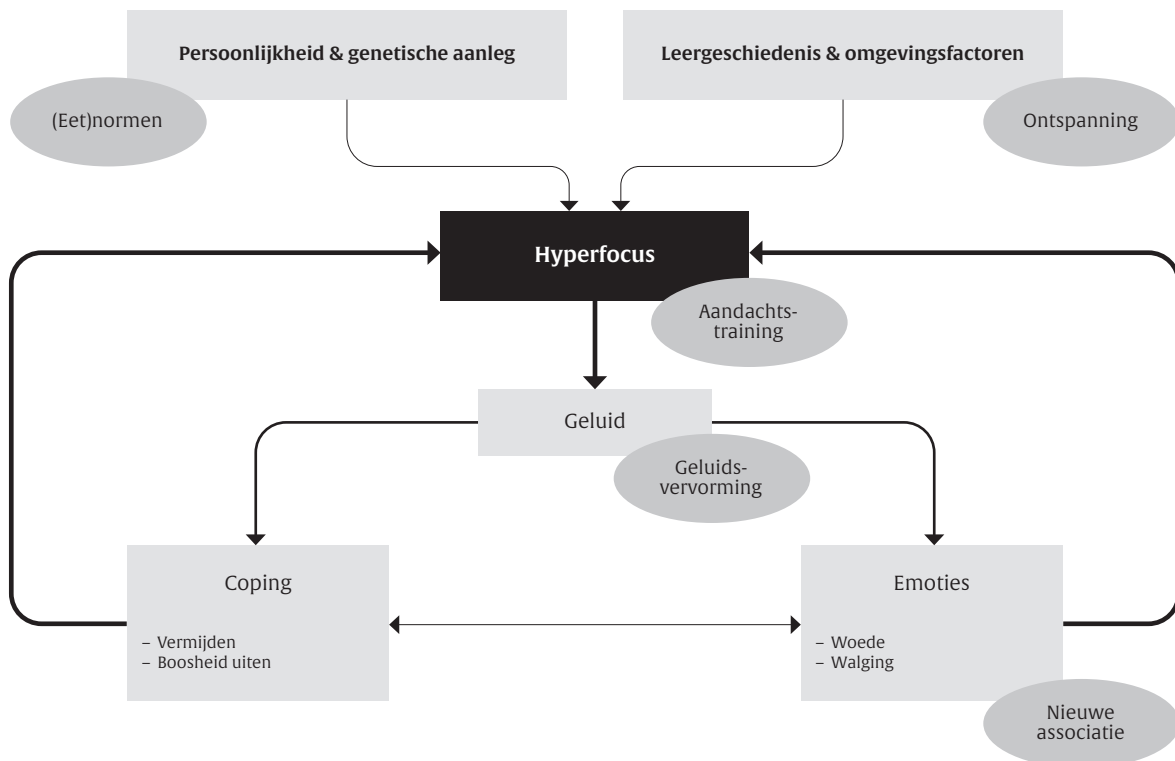 Persoonlijkheid & genetische aanleg
Leergeschiedenis & omgevingsfactoren
(Eet)normen
Ontspanning
Hyperfocus
Aandachts-
training
Geluid
Geluids-
vervorming
Coping
– Vermijden
– Boosheid uiten
Emoties
– Woede
– Walging
Nieuwe
associatie